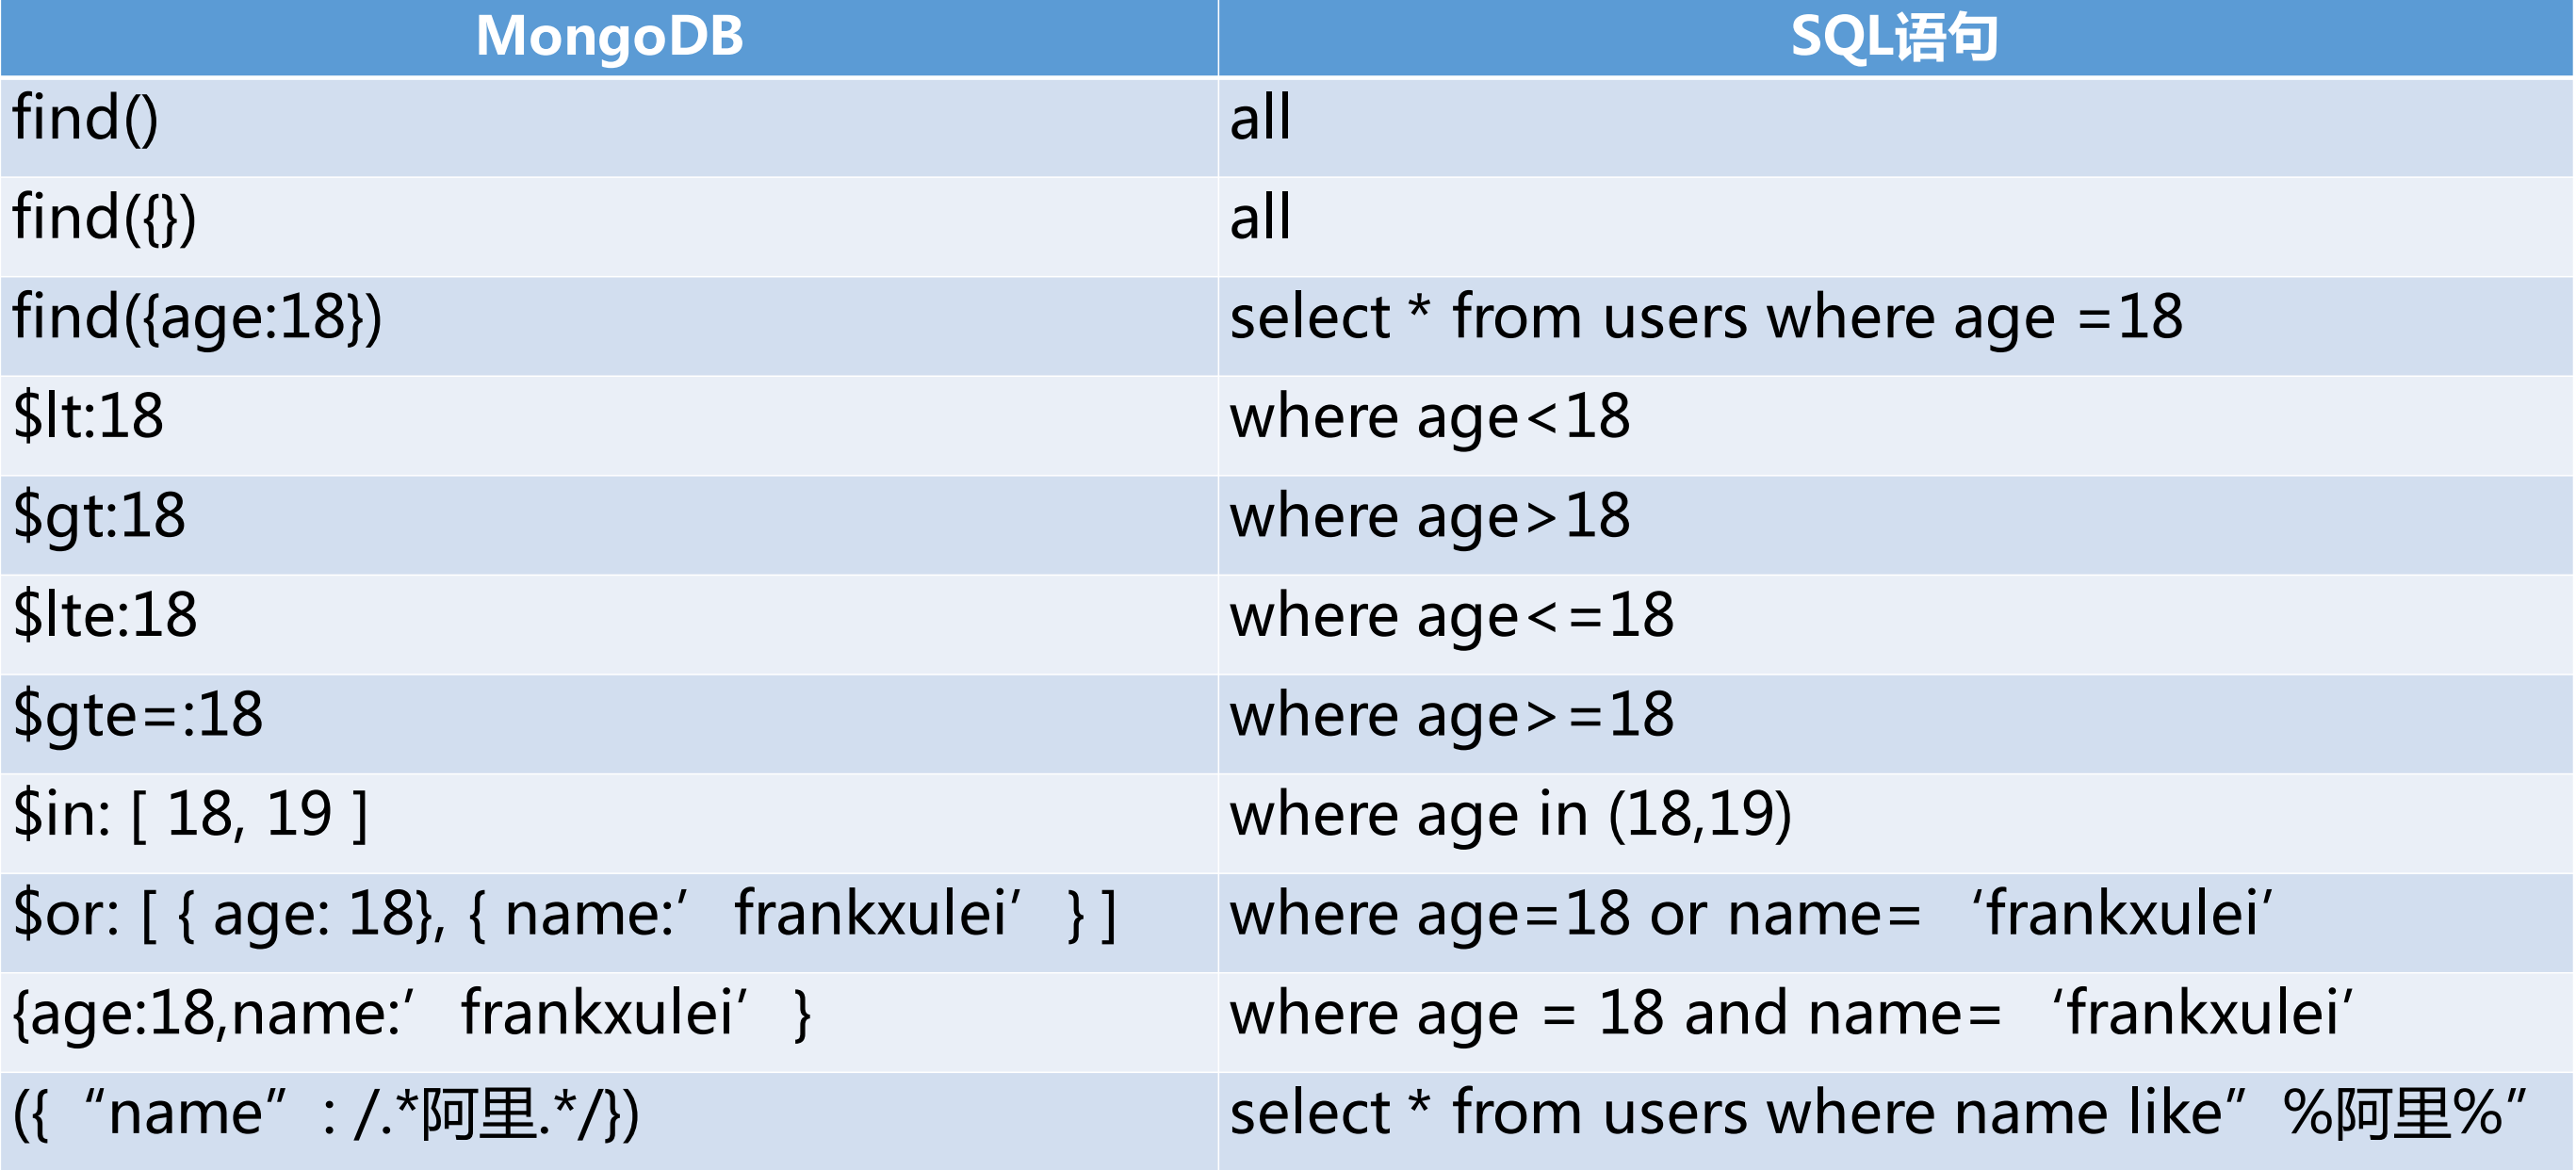 MongoDB SQL语句
find() all
find({}) all
find({age:18}) select * from users where age =18
$lt:18 where age<18
$gt:18 where age>18
$lte:18 where age<=18
$gte=:18 where age>=18
$in: [ 18, 19 ] where age in (18,19)
$or: [ { age: 18}, { name:’ frankxulei’ } ] where age=18 or name= ‘frankxulei’
{age:18,name:’ frankxulei’ } where age = 18 and name= ‘frankxulei’
({ “name” : /.*阿里.*/}) select * from users where name like” %阿里%”